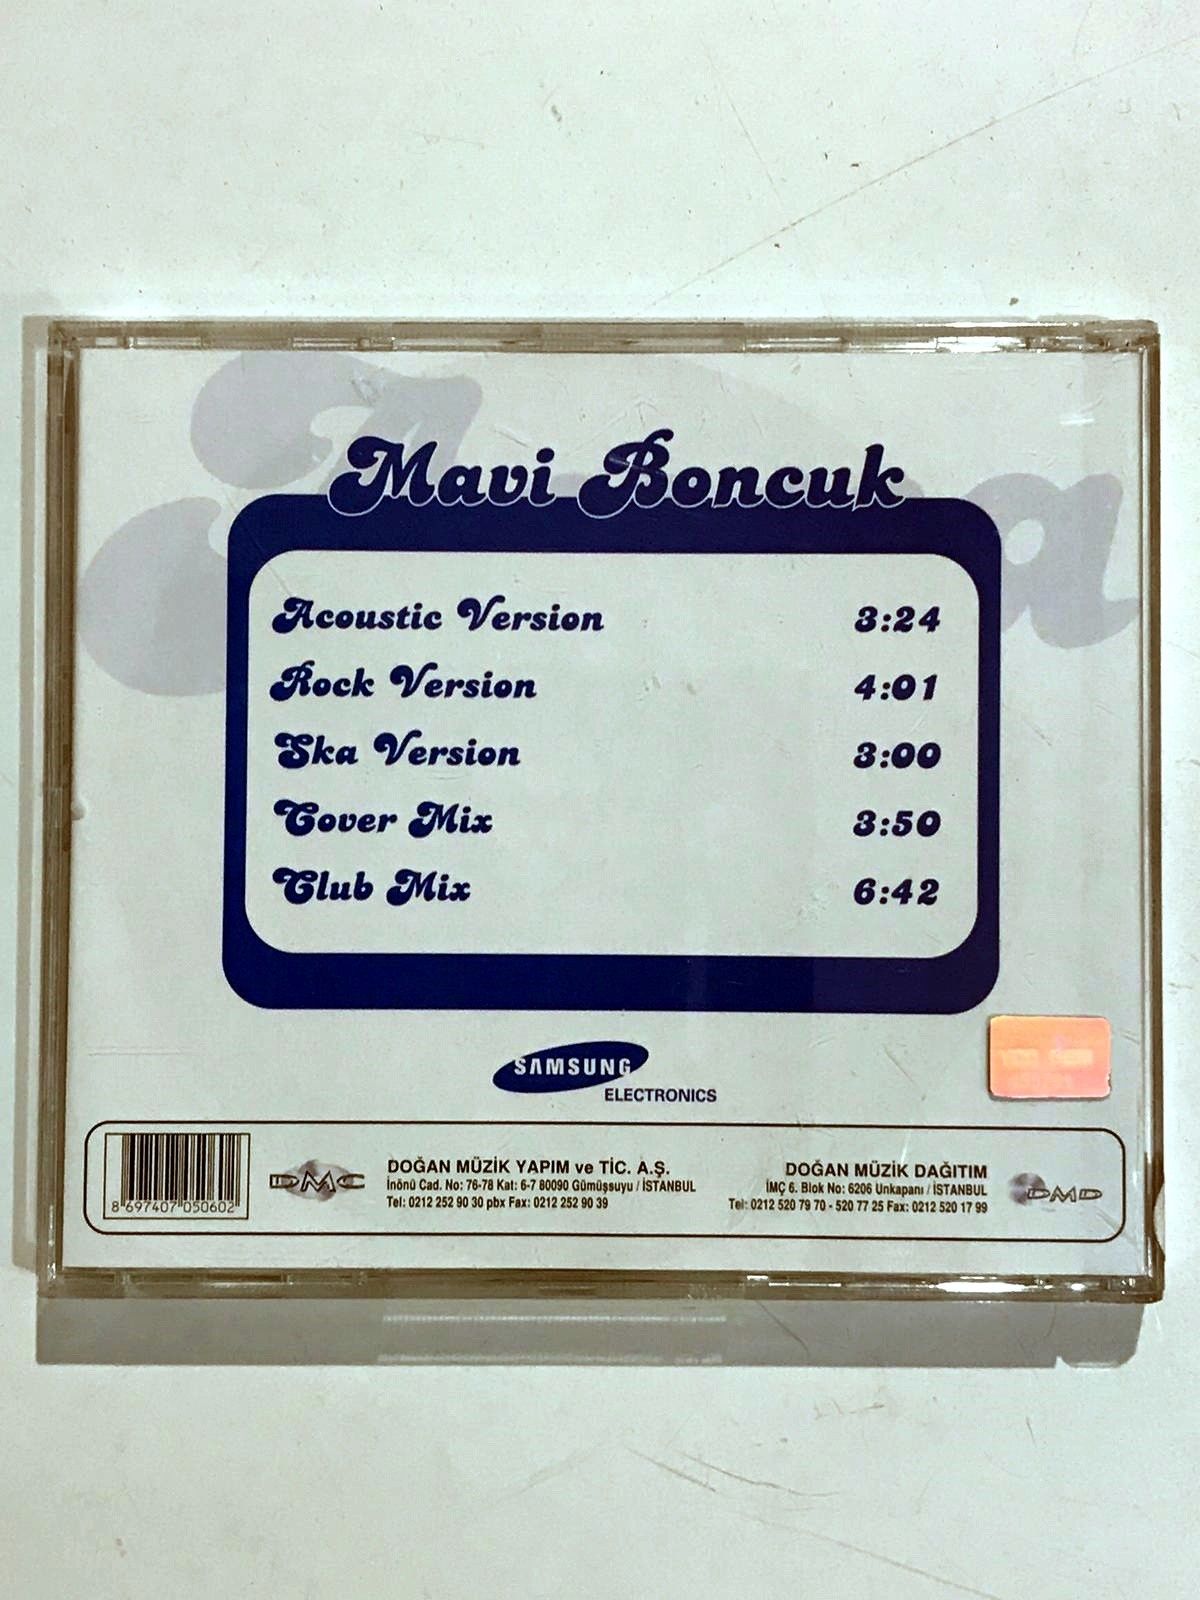 Mavi Boncuk
Acoustic Version 3:24
Rock Version 4:01
Ska Version 3:00
Cover Mix 3:50
Club Mix 6:42
SAMSUNG
ELECTRONICS
8 697407 050602
DMC
DOĞAN MÜZİK YAPIM ve TİC. A.Ş.
İnönü Cad. No: 76-78 Kat: 6-7 80090 Gümüşsuyu / İSTANBUL
Tel: 0212 252 90 30 pbx Fax: 0212 252 90 39
DOĞAN MÜZİK DAĞITIM
İMÇ 6. Blok No: 6206 Unkapanı / İSTANBUL
Tel: 0212 520 79 70 - 520 77 25 Fax: 0212 520 17 99
DMD